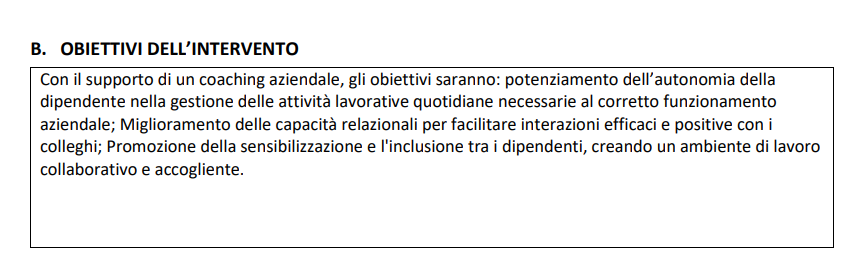 B. OBIETTIVI DELL’INTERVENTO
Con il supporto di un coaching aziendale, gli obiettivi saranno: potenziamento dell’autonomia della
dipendente nella gestione delle attività lavorative quotidiane necessarie al corretto funzionamento
aziendale; Miglioramento delle capacità relazionali per facilitare interazioni efficaci e positive con i
colleghi; Promozione della sensibilizzazione e l'inclusione tra i dipendenti, creando un ambiente di lavoro
collaborativo e accogliente.